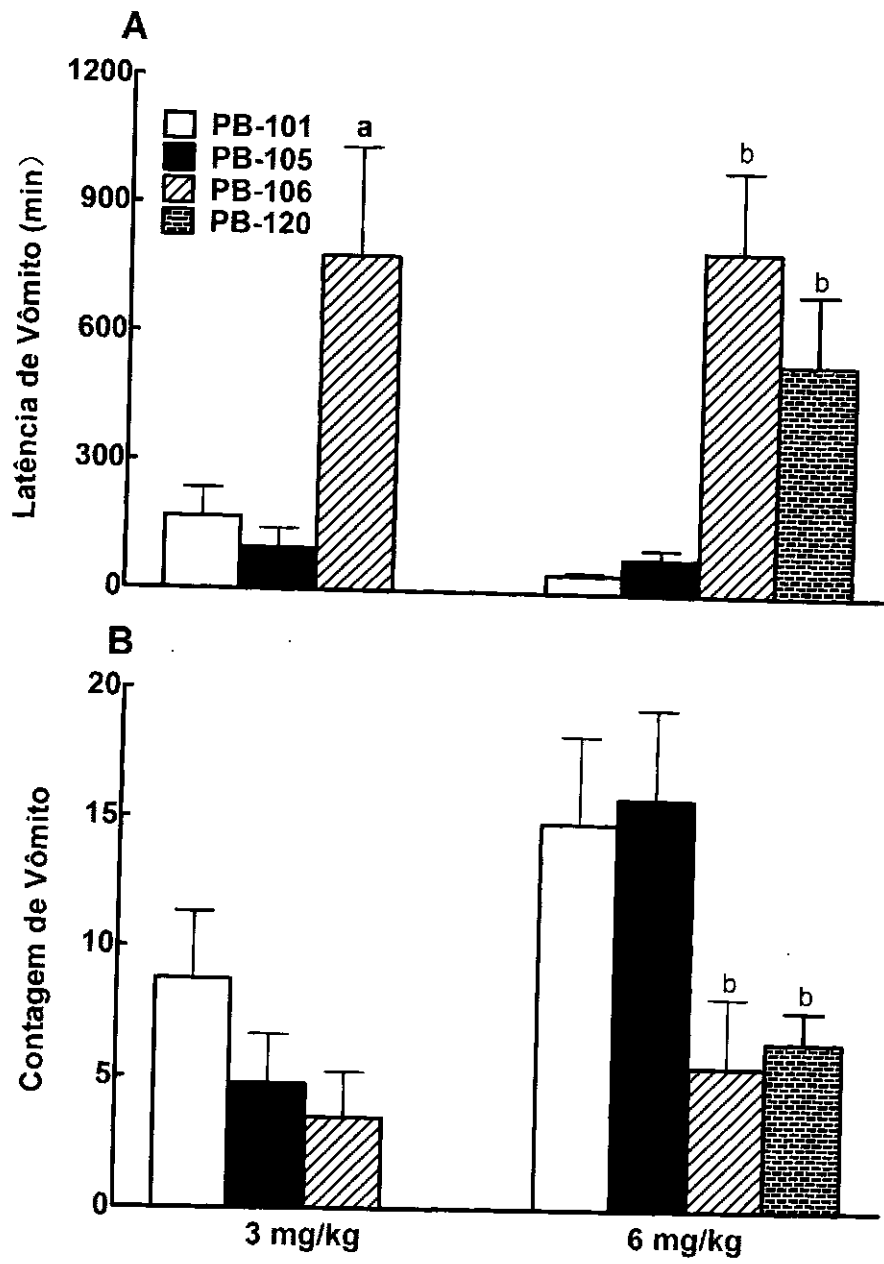 A
1200
900
600
300
0
Latência de Vômito (min)
PB-101
PB-105
PB-106
PB-120
a
b
b
B
20
15
10
5
0
Contagem de Vômito
b
b
3 mg/kg
6 mg/kg